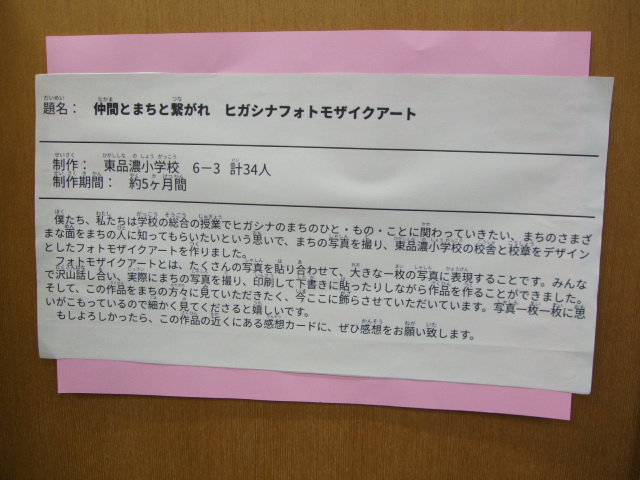 題名： 仲間とまちと繋がれ ヒガシナフォトモザイクアート
制作： 東品濃小学校 6－3 計34人
制作期間： 約5ヶ月間
僕たち、私たちは学校の総合の授業でヒガシナのまちのひと・もの・ことに関わっていきたい、まちのさまざ
まな面をまちの人に知ってもらいたいという思いで、まちの写真を撮り、東品濃小学校の校舎と校章をデザイン
としたフォトモザイクアートを作りました。
フォトモザイクアートとは、たくさんの写真を貼り合わせて、大きな一枚の写真に表現することです。みんな
で沢山話し合い、実際にまちの写真を撮り、印刷して下書きに貼ったりしながら作品を作ることができました。
そして、この作品をまちの方々に見ていただきたく、今ここに飾らさせていただいています。写真一枚一枚に思
いがこもっているので細かく見てくださると嬉しいです。
もしよろしかったら、この作品の近くにある感想カードに、ぜひ感想をお願い致します。